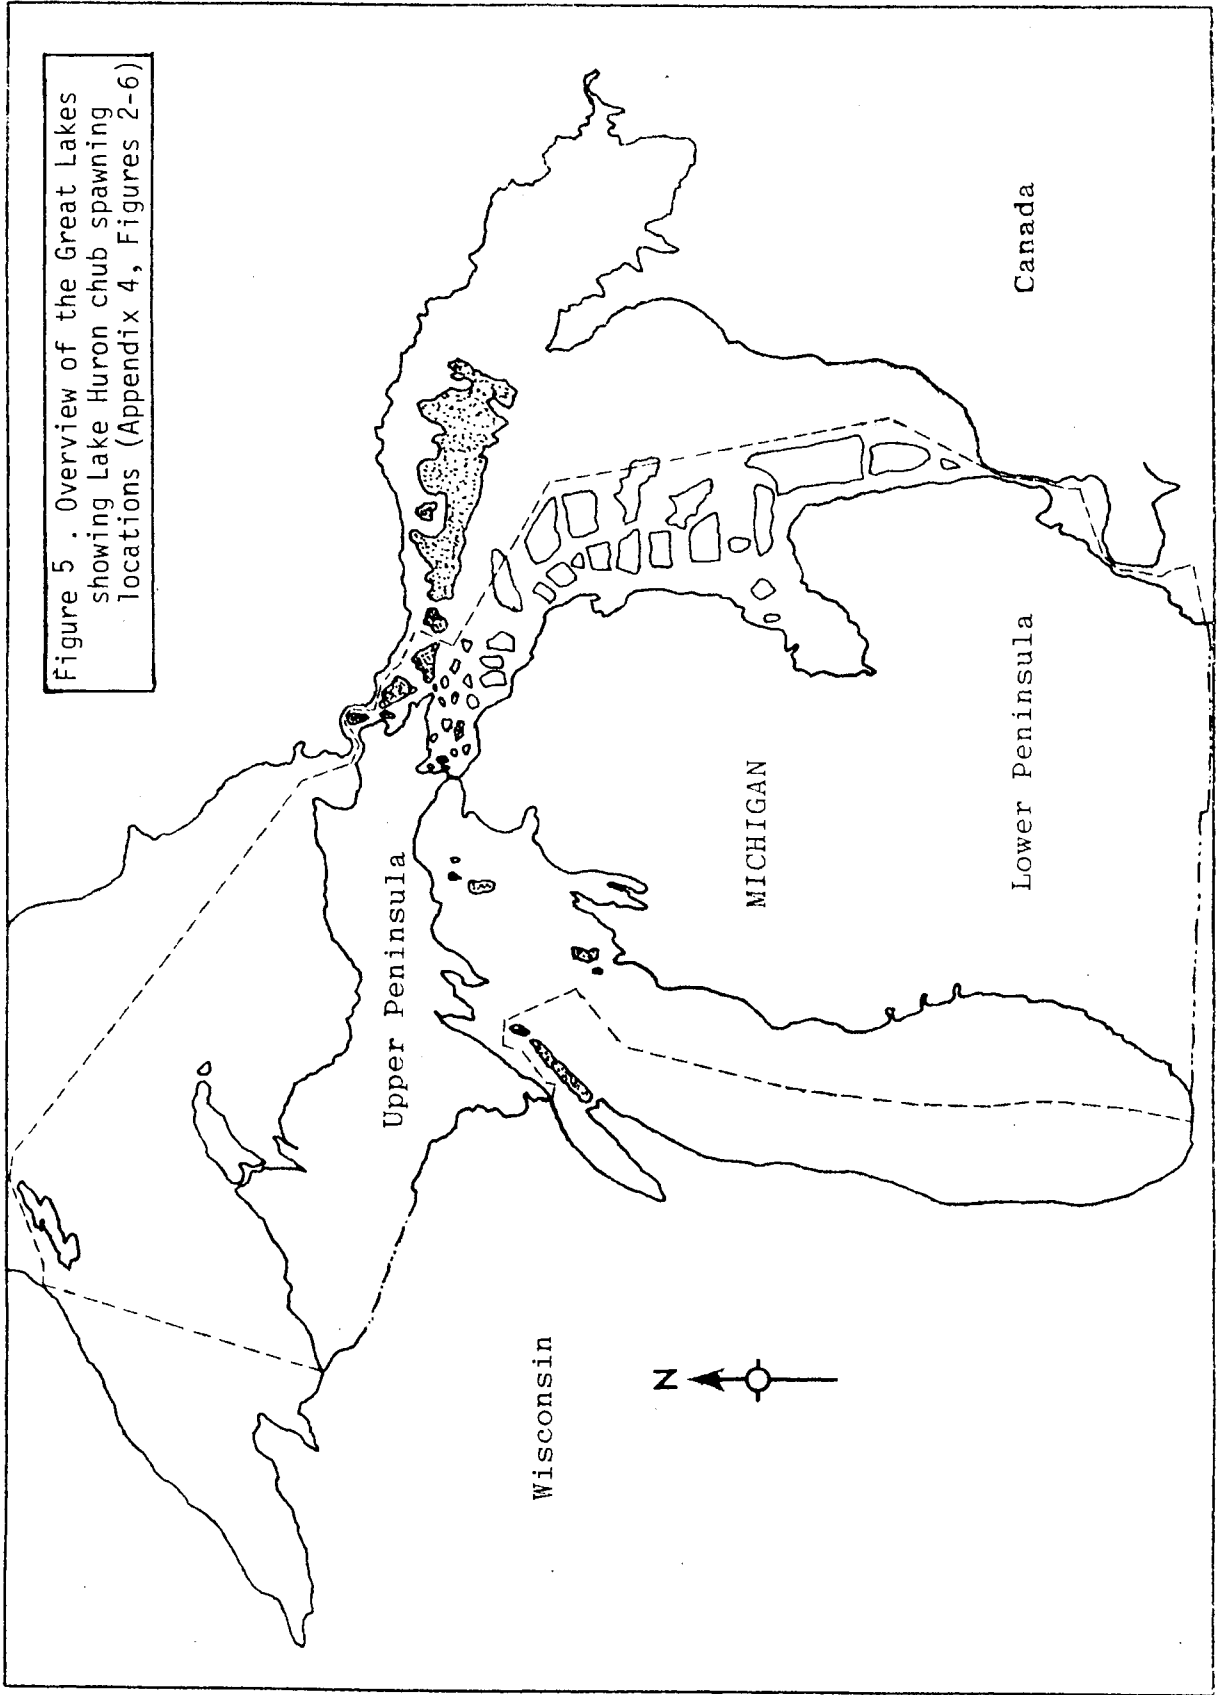 Figure 5 . Overview of the Great Lakes
showing Lake Huron chub spawning
locations (Appendix 4, Figures 2-6)
Upper Peninsula
Wisconsin
N
MICHIGAN
Lower Peninsula
Canada